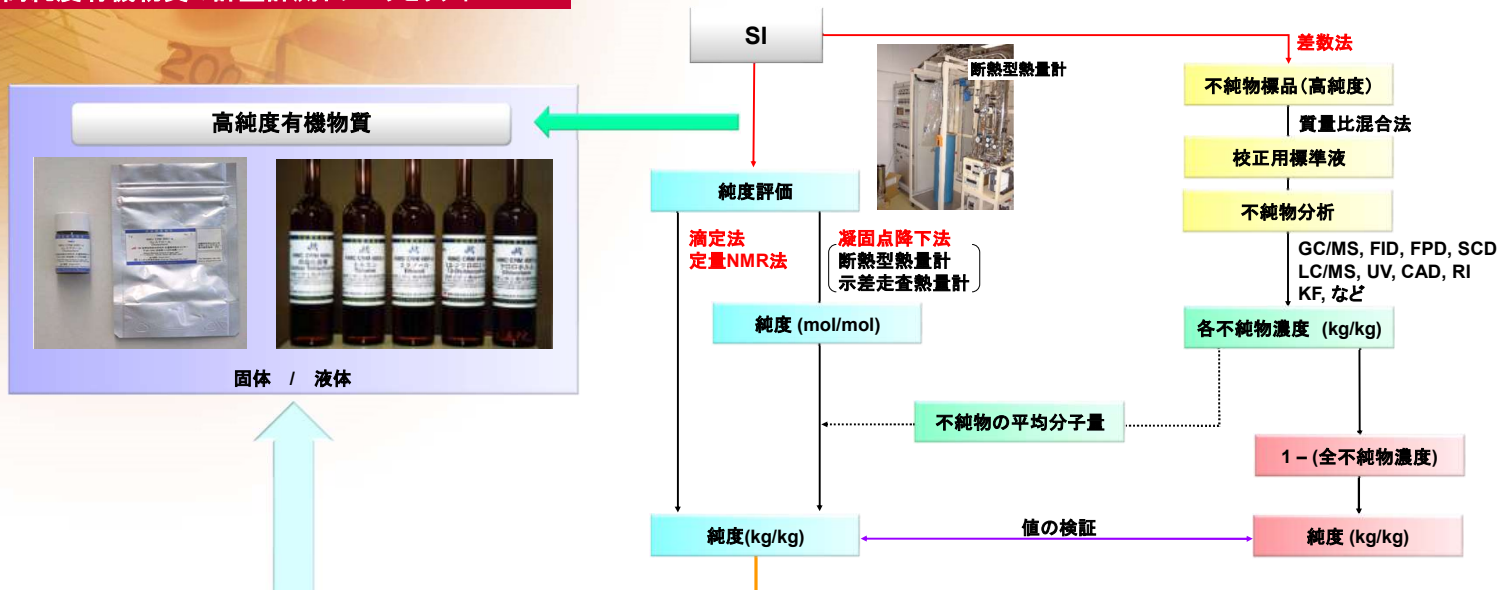 高純度有機物質
固体 / 液体
SI
断熱型熱量計
差数法
不純物標品(高純度)
質量比混合法
校正用標準液
不純物分析
GC/MS, FID, FPD, SCD
LC/MS, UV, CAD, RI
KF, など
各不純物濃度 (kg/kg)
純度評価
滴定法
定量NMR法
凝固点降下法
断熱型熱量計
示差走査熱量計
純度 (mol/mol)
不純物の平均分子量
1 – (全不純物濃度)
純度(kg/kg)
値の検証
純度 (kg/kg)